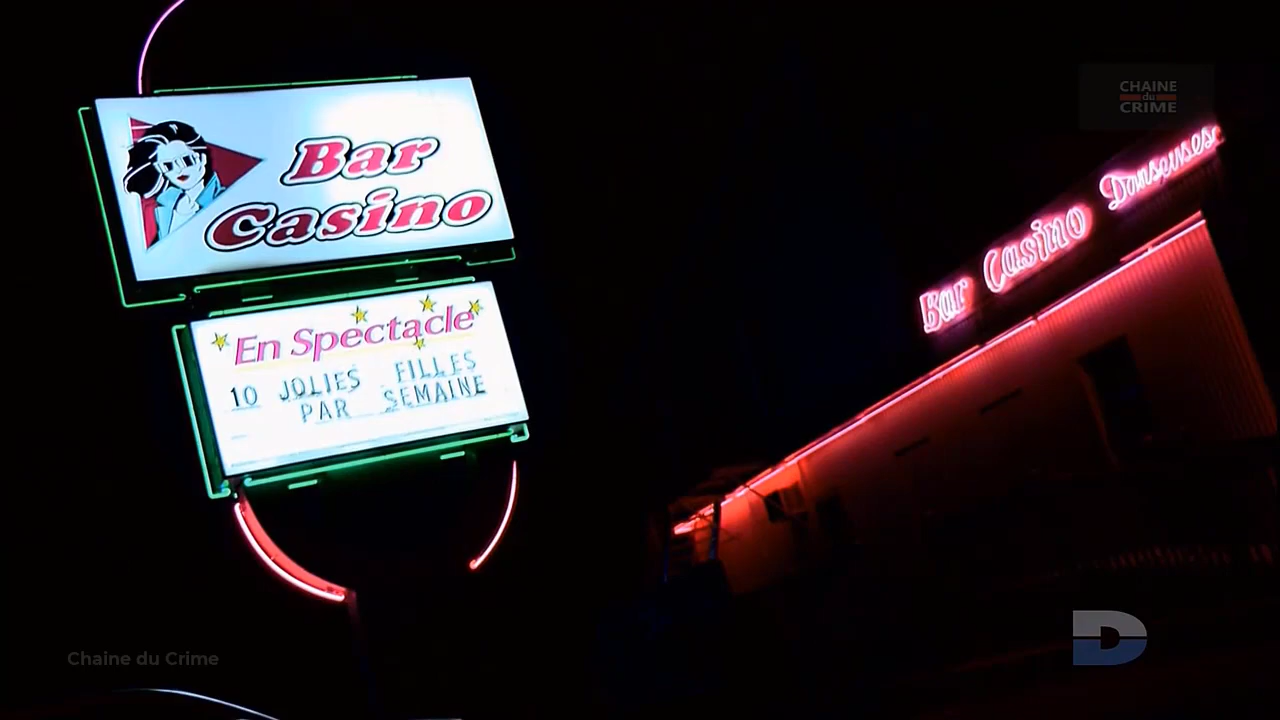 Bar
Casino
En Spectacle
10 JOLIES FILLES
PAR SEMAINE
Bar Casino Danseuses
CHAINE
du
CRIME
Chaine du Crime
D